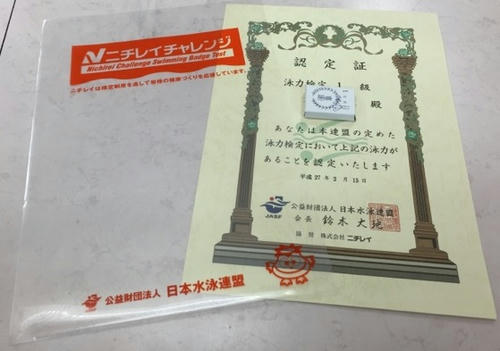 ニチレイチャレンジ
Nichirei Challenge Swimming Badge Test
ニチレイは検定制度を通して皆様の健康づくりを応援しています。
認定証
泳力検定 1 級
殿
あなたは本連盟の定めた
泳力検定において上記の泳力が
あることを認定いたします
平成 27 年 3 月 15 日
JASF
公益財団法人 日本水泳連盟
会長 鈴木大地
協賛 株式会社 ニチレイ
公益財団法人 日本水泳連盟